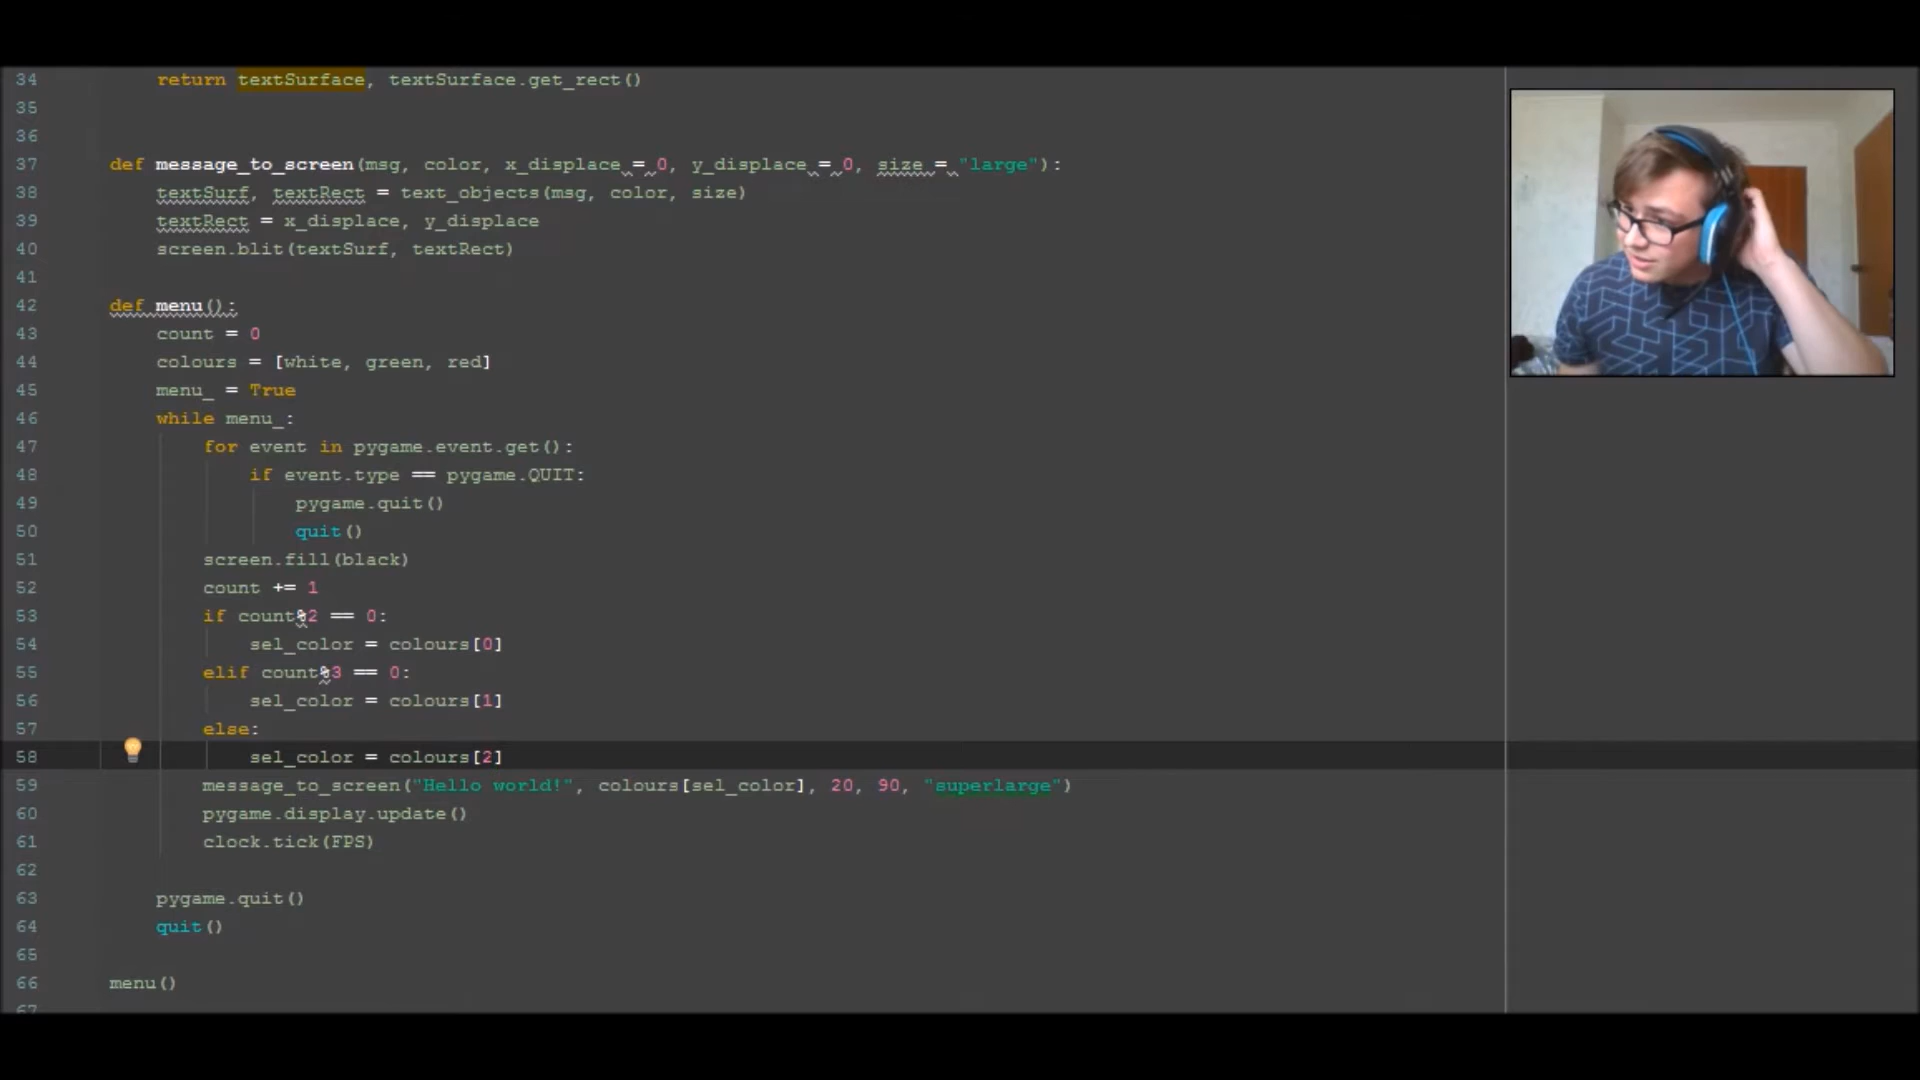 34 return textSurface, textSurface.get_rect()
35
36
37 def message_to_screen(msg, color, x_displace = 0, y_displace = 0, size = "large"):
38 textSurf, textRect = text_objects(msg, color, size)
39 textRect = x_displace, y_displace
40 screen.blit(textSurf, textRect)
41
42 def menu():
43 count = 0
44 colours = [white, green, red]
45 menu_ = True
46 while menu_:
47 for event in pygame.event.get():
48 if event.type == pygame.QUIT:
49 pygame.quit()
50 quit()
51 screen.fill(black)
52 count += 1
53 if count%2 == 0:
54 sel_color = colours[0]
55 elif count%3 == 0:
56 sel_color = colours[1]
57 else:
58 sel_color = colours[2]
59 message_to_screen("Hello world!", colours[sel_color], 20, 90, "superlarge")
60 pygame.display.update()
61 clock.tick(FPS)
62
63 pygame.quit()
64 quit()
65
66 menu()
67